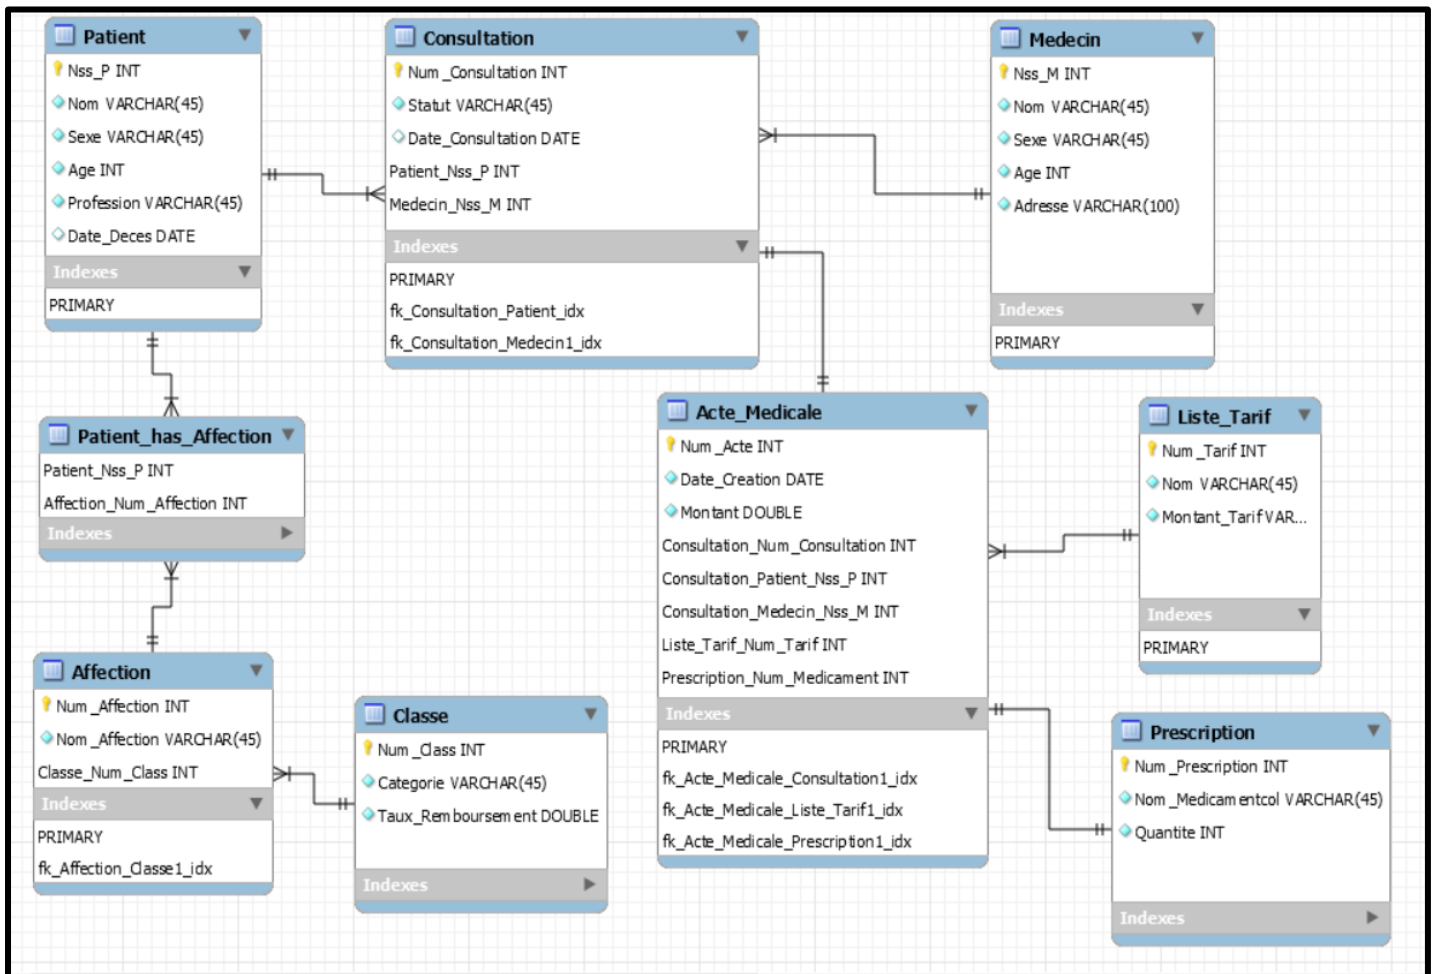 Patient
Nss_P INT
Nom VARCHAR(45)
Sexe VARCHAR(45)
Age INT
Profession VARCHAR(45)
Date_Deces DATE
Indexes
PRIMARY
Consultation
Num_Consultation INT
Statut VARCHAR(45)
Date_Consultation DATE
Patient_Nss_P INT
Medecin_Nss_M INT
Indexes
PRIMARY
fk_Consultation_Patient_idx
fk_Consultation_Medecin1_idx
Medecin
Nss_M INT
Nom VARCHAR(45)
Sexe VARCHAR(45)
Age INT
Adresse VARCHAR(100)
Indexes
PRIMARY
Patient_has_Affection
Patient_Nss_P INT
Affection_Num_Affection INT
Indexes
Acte_Medicale
Num_Acte INT
Date_Creation DATE
Montant DOUBLE
Consultation_Num_Consultation INT
Consultation_Patient_Nss_P INT
Consultation_Medecin_Nss_M INT
Liste_Tarif_Num_Tarif INT
Prescription_Num_Medicament INT
Indexes
PRIMARY
fk_Acte_Medicale_Consultation1_idx
fk_Acte_Medicale_Liste_Tarif1_idx
fk_Acte_Medicale_Prescription1_idx
Liste_Tarif
Num_Tarif INT
Nom VARCHAR(45)
Montant_Tarif VAR...
Indexes
PRIMARY
Affection
Num_Affection INT
Nom_Affection VARCHAR(45)
Classe_Num_Class INT
Indexes
PRIMARY
fk_Affection_Classe1_idx
Classe
Num_Class INT
Categorie VARCHAR(45)
Taux_Remboursement DOUBLE
Indexes
Prescription
Num_Prescription INT
Nom_Medicamentcol VARCHAR(45)
Quantite INT
Indexes